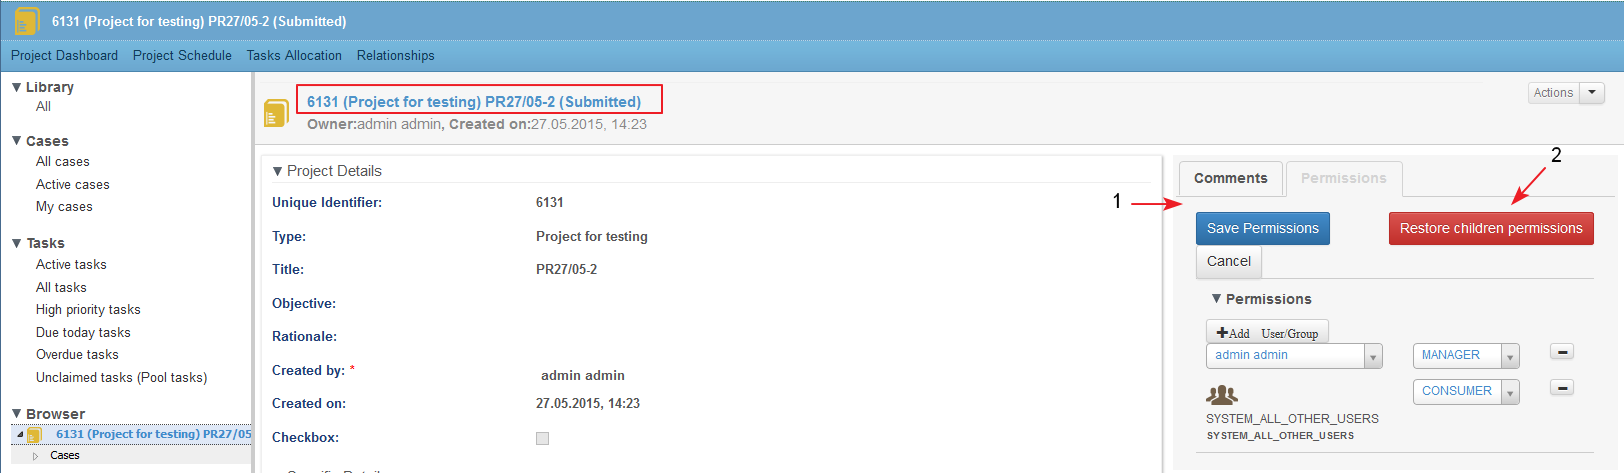 6131 (Project for testing) PR27/05-2 (Submitted)
Project Dashboard Project Schedule Tasks Allocation Relationships
Library
All
Cases
All cases
Active cases
My cases
Tasks
Active tasks
All tasks
High priority tasks
Due today tasks
Overdue tasks
Unclaimed tasks (Pool tasks)
Browser
6131 (Project for testing) PR27/05
Cases
6131 (Project for testing) PR27/05-2 (Submitted)
Owner:admin admin, Created on:27.05.2015, 14:23
Actions
Project Details
Unique Identifier: 6131
Type: Project for testing
Title: PR27/05-2
Objective:
Rationale:
Created by: * admin admin
Created on: 27.05.2015, 14:23
Checkbox:
1
2
Comments Permissions
Save Permissions Restore children permissions
Cancel
Permissions
Add User/Group
admin admin MANAGER
CONSUMER
SYSTEM_ALL_OTHER_USERS
SYSTEM_ALL_OTHER_USERS